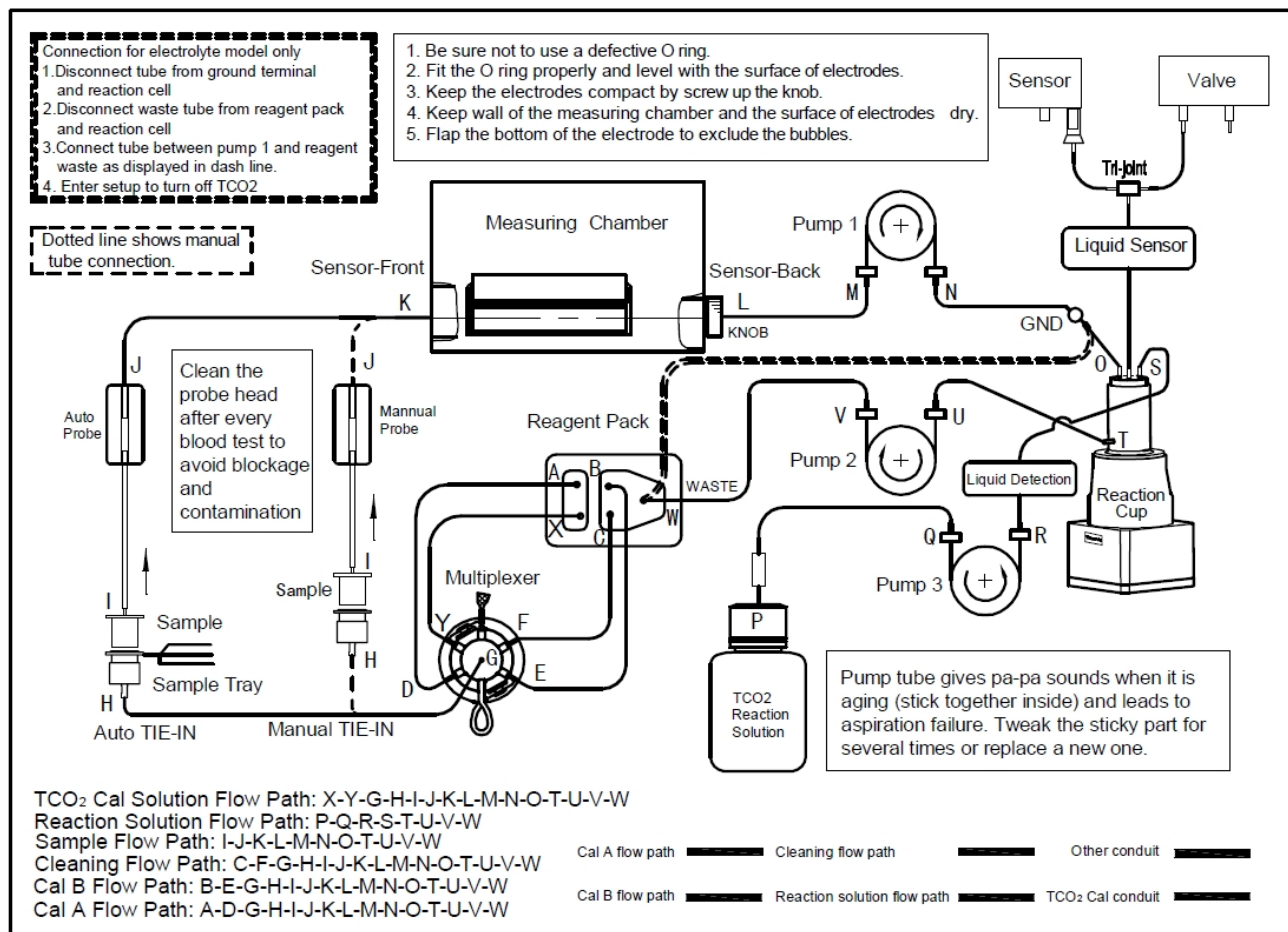 Connection for electrolyte model only
1.Disconnect tube from ground terminal
and reaction cell
2.Disconnect waste tube from reagent pack
and reaction cell
3.Connect tube between pump 1 and reagent
waste as displayed in dash line.
4. Enter setup to turn off TCO2
1. Be sure not to use a defective O ring.
2. Fit the O ring properly and level with the surface of electrodes.
3. Keep the electrodes compact by screw up the knob.
4. Keep wall of the measuring chamber and the surface of electrodes dry.
5. Flap the bottom of the electrode to exclude the bubbles.
Sensor
Valve
Tri-joint
Liquid Sensor
Dotted line shows manual
tube connection.
Measuring Chamber
Pump 1
Sensor-Front
Sensor-Back
K
L
KNOB
M
N
GND
O
S
J
J
Clean the
probe head
after every
blood test to
avoid blockage
and
contamination
Auto
Probe
Mannual
Probe
Reagent Pack
V
U
Pump 2
T
A
B
X
C
W
WASTE
Liquid Detection
Reaction
Cup
Q
R
Pump 3
I
I
Sample
Sample
Sample Tray
H
H
Auto TIE-IN
Manual TIE-IN
Multiplexer
Y
F
G
D
E
P
TCO2
Reaction
Solution
Pump tube gives pa-pa sounds when it is
aging (stick together inside) and leads to
aspiration failure. Tweak the sticky part for
several times or replace a new one.
TCO2 Cal Solution Flow Path: X-Y-G-H-I-J-K-L-M-N-O-T-U-V-W
Reaction Solution Flow Path: P-Q-R-S-T-U-V-W
Sample Flow Path: I-J-K-L-M-N-O-T-U-V-W
Cleaning Flow Path: C-F-G-H-I-J-K-L-M-N-O-T-U-V-W
Cal B Flow Path: B-E-G-H-I-J-K-L-M-N-O-T-U-V-W
Cal A Flow Path: A-D-G-H-I-J-K-L-M-N-O-T-U-V-W
Cal A flow path
Cleaning flow path
Other conduit
Cal B flow path
Reaction solution flow path
TCO2 Cal conduit